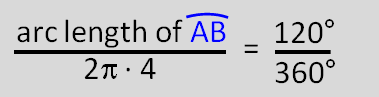 arc length of AB = 120°
2π · 4 360°